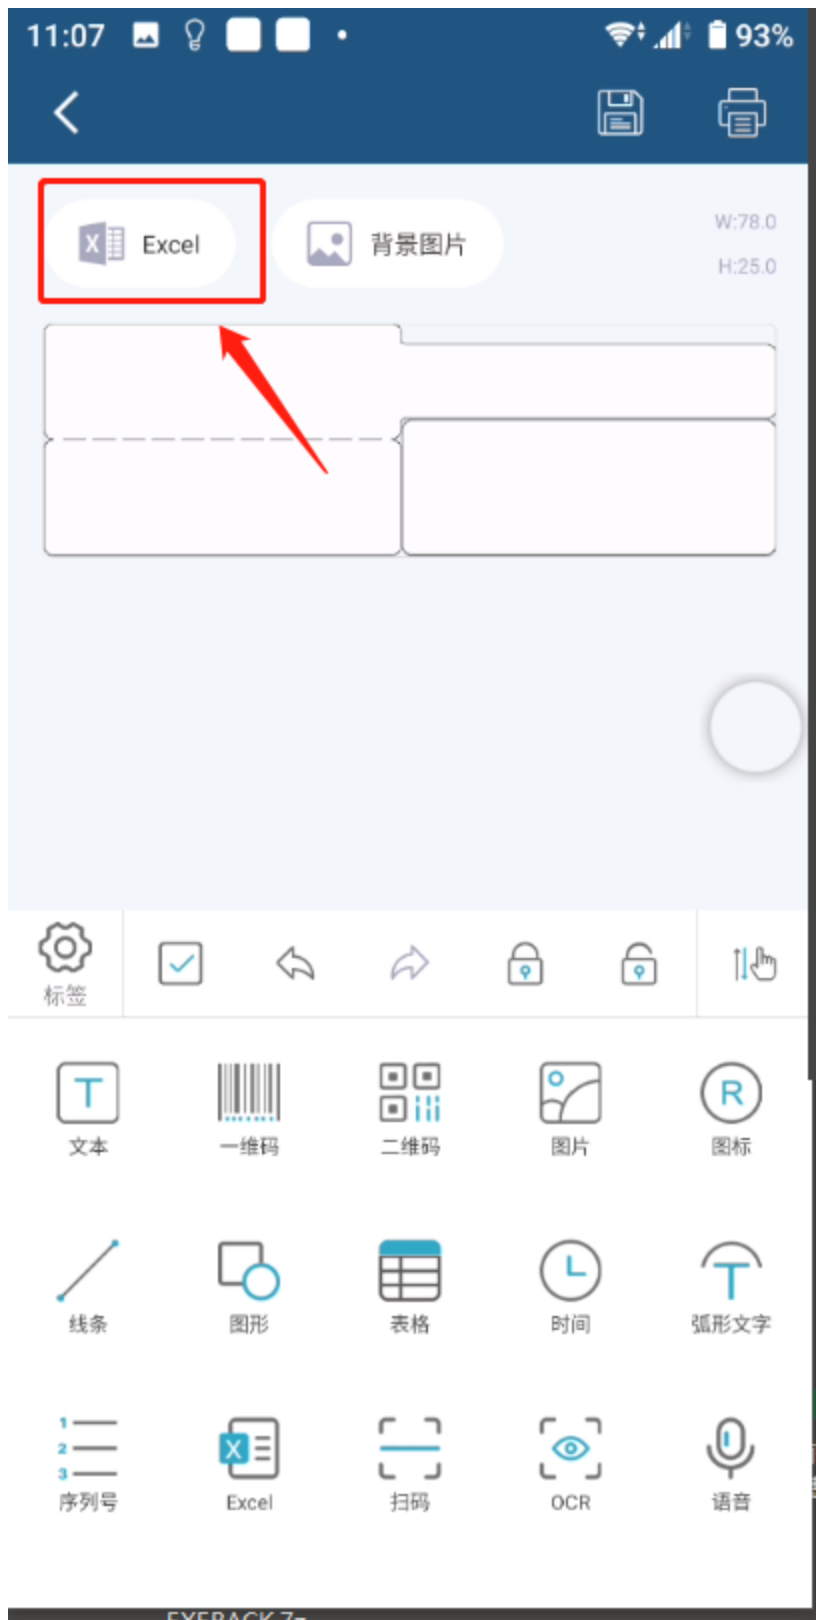 11:07
93%
Excel
背景图片
W:78.0
H:25.0
标签
文本
一维码
二维码
图片
图标
线条
图形
表格
时间
弧形文字
序列号
Excel
扫码
OCR
语音